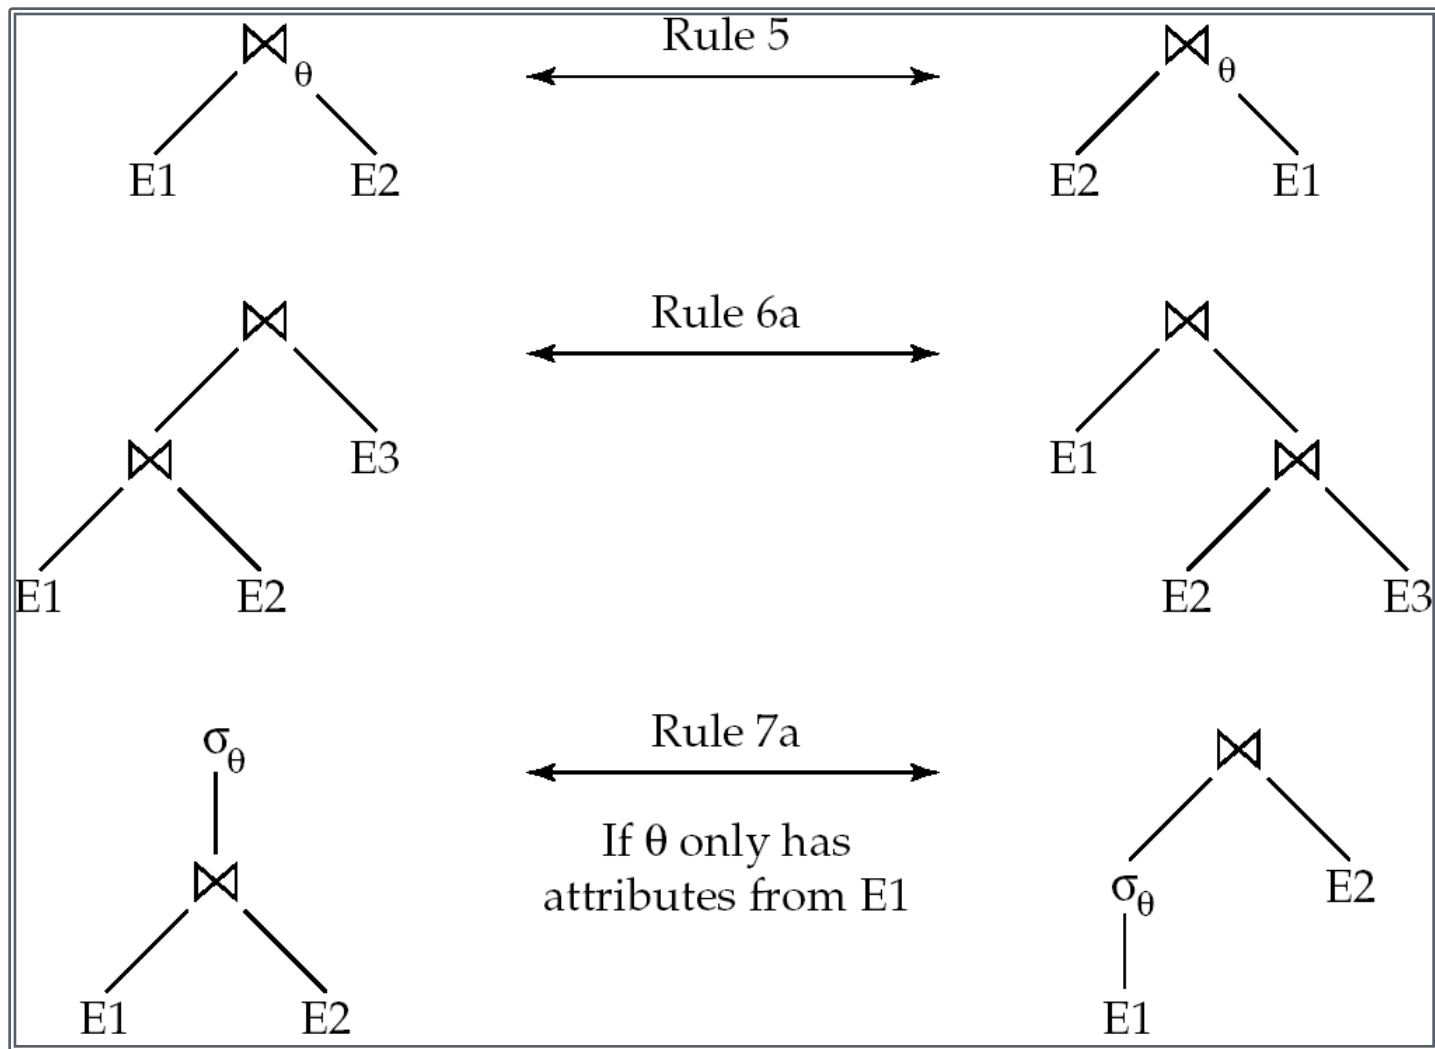 ⋈θ Rule 5 ⋈θ
E1 E2 E2 E1
⋈ Rule 6a ⋈
⋈ E3 E1 ⋈
E1 E2 E2 E3
σθ Rule 7a ⋈
If θ only has
⋈ attributes from E1 σθ E2
E1 E2 E1